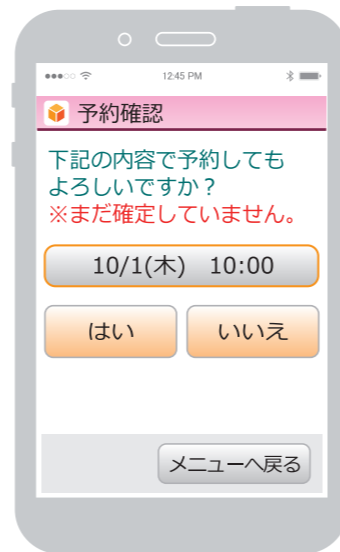 12:45 PM
予約確認
下記の内容で予約しても
よろしいですか？
※まだ確定していません。
10/1(木) 10:00
はい いいえ
メニューへ戻る